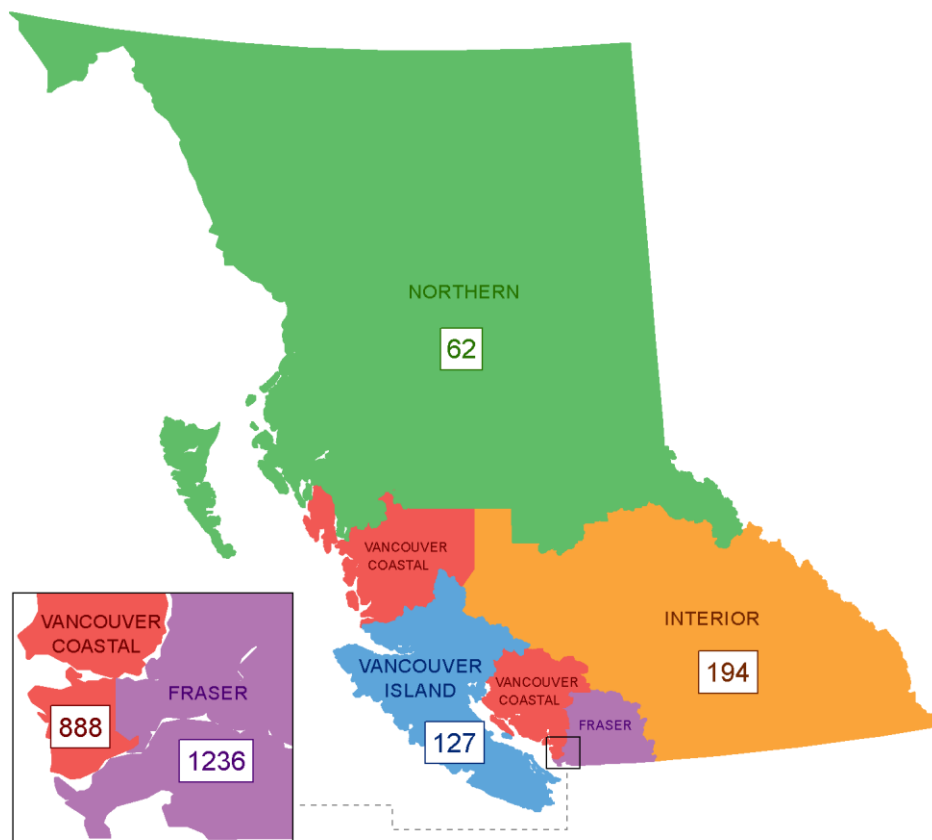 NORTHERN
62
VANCOUVER
COASTAL
INTERIOR
194
VANCOUVER
ISLAND
127
VANCOUVER
COASTAL
FRASER
VANCOUVER
COASTAL
888
FRASER
1236